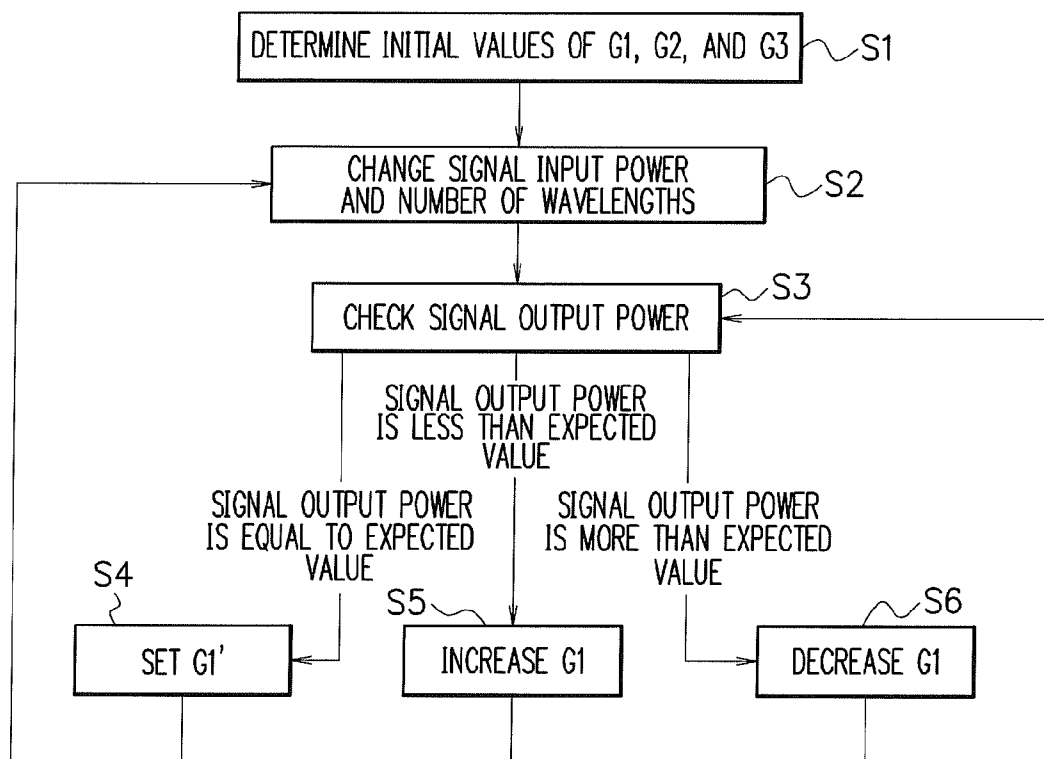 DETERMINE INITIAL VALUES OF G1, G2, AND G3
S1
CHANGE SIGNAL INPUT POWER
AND NUMBER OF WAVELENGTHS
S2
S3
CHECK SIGNAL OUTPUT POWER
SIGNAL OUTPUT POWER
IS LESS THAN EXPECTED
VALUE
SIGNAL OUTPUT POWER
IS EQUAL TO EXPECTED
VALUE
SIGNAL OUTPUT POWER
IS MORE THAN EXPECTED
VALUE
S4
SET G1'
S5
INCREASE G1
S6
DECREASE G1